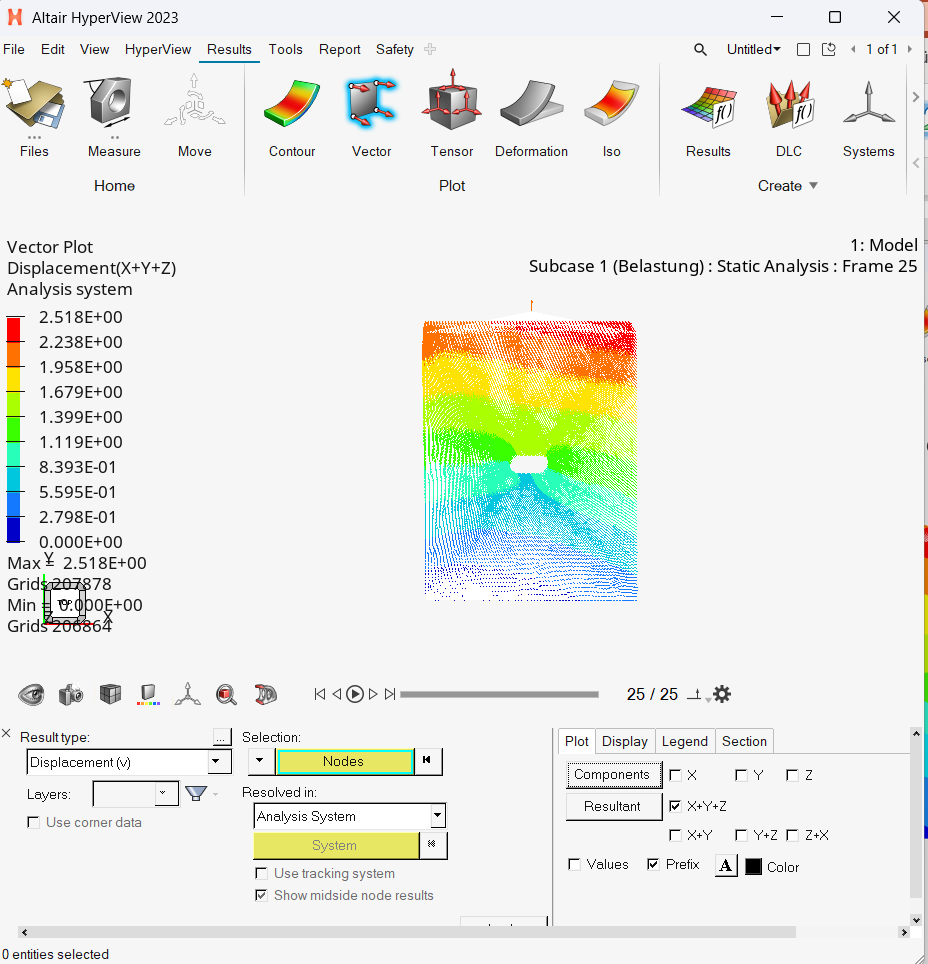 Altair HyperView 2023
File Edit View HyperView Results Tools Report Safety Untitled 1 of 1
Files Measure Move Contour Vector Tensor Deformation Iso Results DLC Systems
Home Plot Create
Vector Plot
Displacement(X+Y+Z)
Analysis system
1: Model
Subcase 1 (Belastung) : Static Analysis : Frame 25
2.518E+00
2.238E+00
1.958E+00
1.679E+00
1.399E+00
1.119E+00
8.393E-01
5.595E-01
2.798E-01
0.000E+00
Max = 2.518E+00
Grids 207878
Min = 0.000E+00
Grids 206864
Y
X
25 / 25
Result type:
...
Displacement (v)
Layers:
Use corner data
Selection:
Nodes
Resolved in:
Analysis System
System
Use tracking system
Show midside node results
Plot Display Legend Section
Components X Y Z
Resultant X+Y+Z
X+Y Y+Z Z+X
Values Prefix A Color
0 entities selected